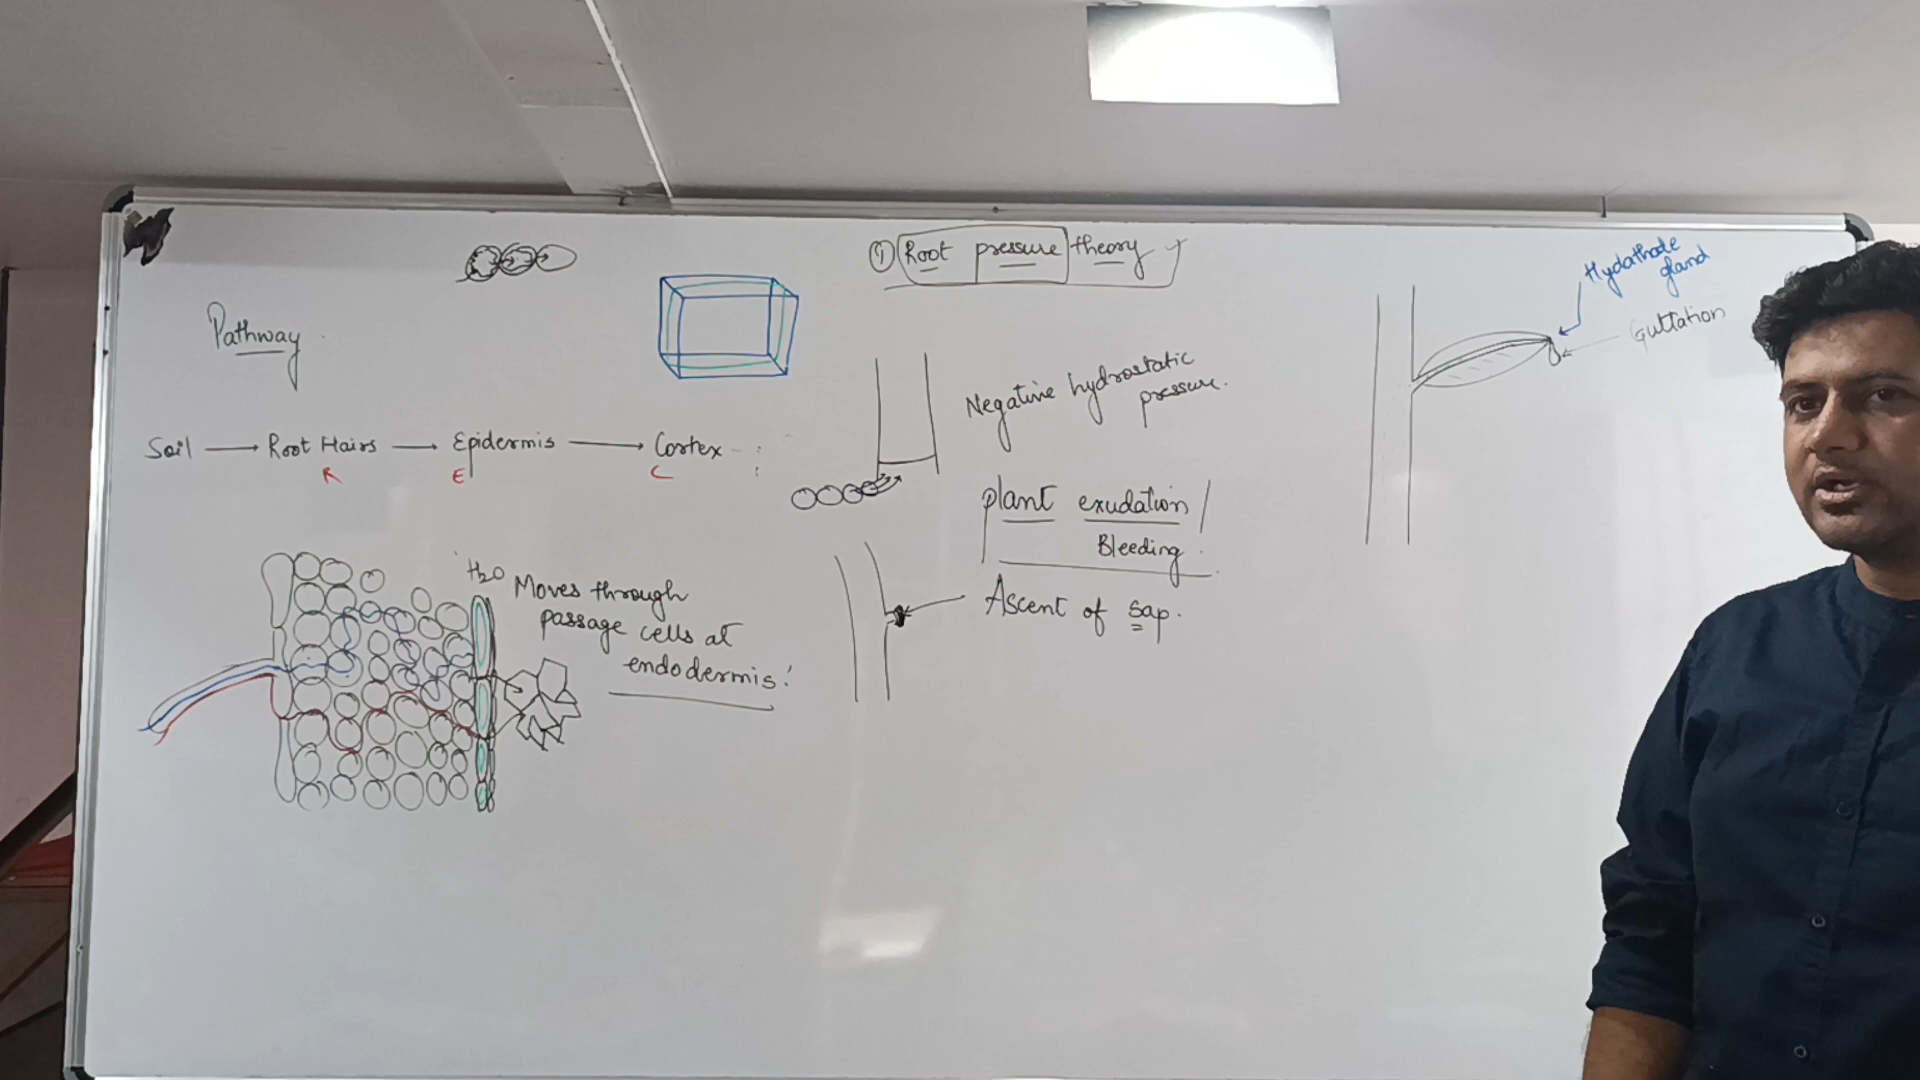 ① Root pressure theory
Pathway
Soil → Root Hairs → Epidermis → Cortex
R E C
H₂O Moves through
passage cells at
endodermis.
Negative hydrostatic
pressure.
plant exudation
Bleeding
Ascent of sap.
Hydathode
gland
Guttation